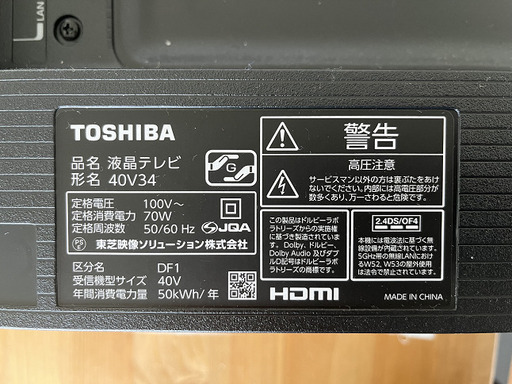 LAN
TOSHIBA
品名 液晶テレビ
形名 40V34
G
定格電圧 100V～
定格消費電力 70W
定格周波数 50/60 Hz
JQA
PS
E
東芝映像ソリューション株式会社
区分名 DF1
受信機型サイズ 40V
年間消費電力量 50kWh/年
警告
高圧注意
サービスマン以外の方は裏ぶたをあけ
ないでください。内部には高電圧部分が
数多くあり、万一さわると危険です。
この製品はドルビーラボ
ラトリーズからの実施権
に基づき製造されていま
す。Dolby、ドルビー、
Dolby Audio 及びダブル
D記号はドルビーラボラ
トリーズの商標です。
2.4DS/OF4
本機には電波法に基づく無
線設備が内蔵されています。
5GHz帯の無線LANにおけ
るW52、W53の屋外使用
は法令で禁止されています。
HDMI
MADE IN CHINA